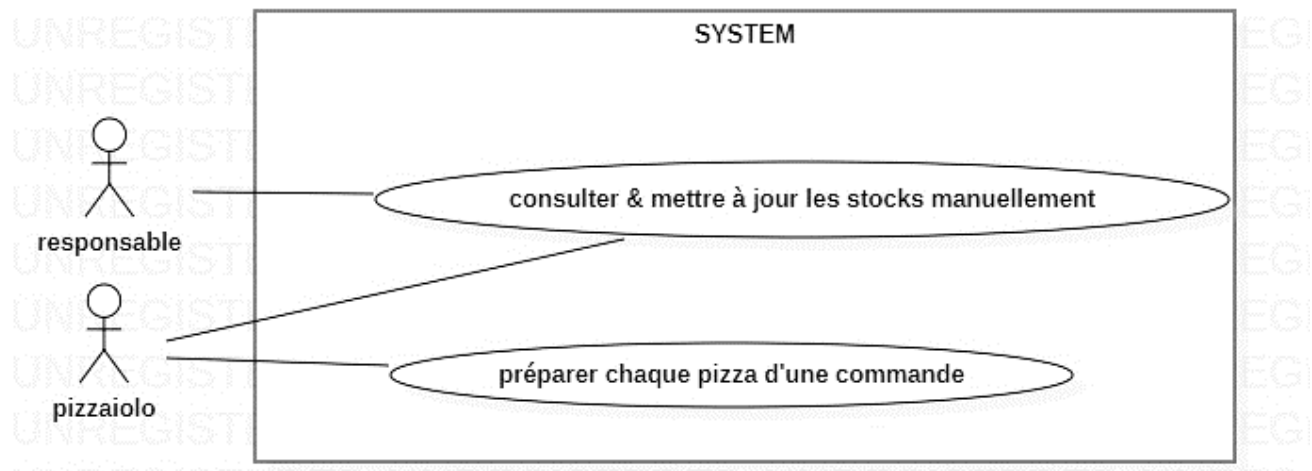 SYSTEM
consulter & mettre à jour les stocks manuellement
responsable
préparer chaque pizza d'une commande
pizzaiolo